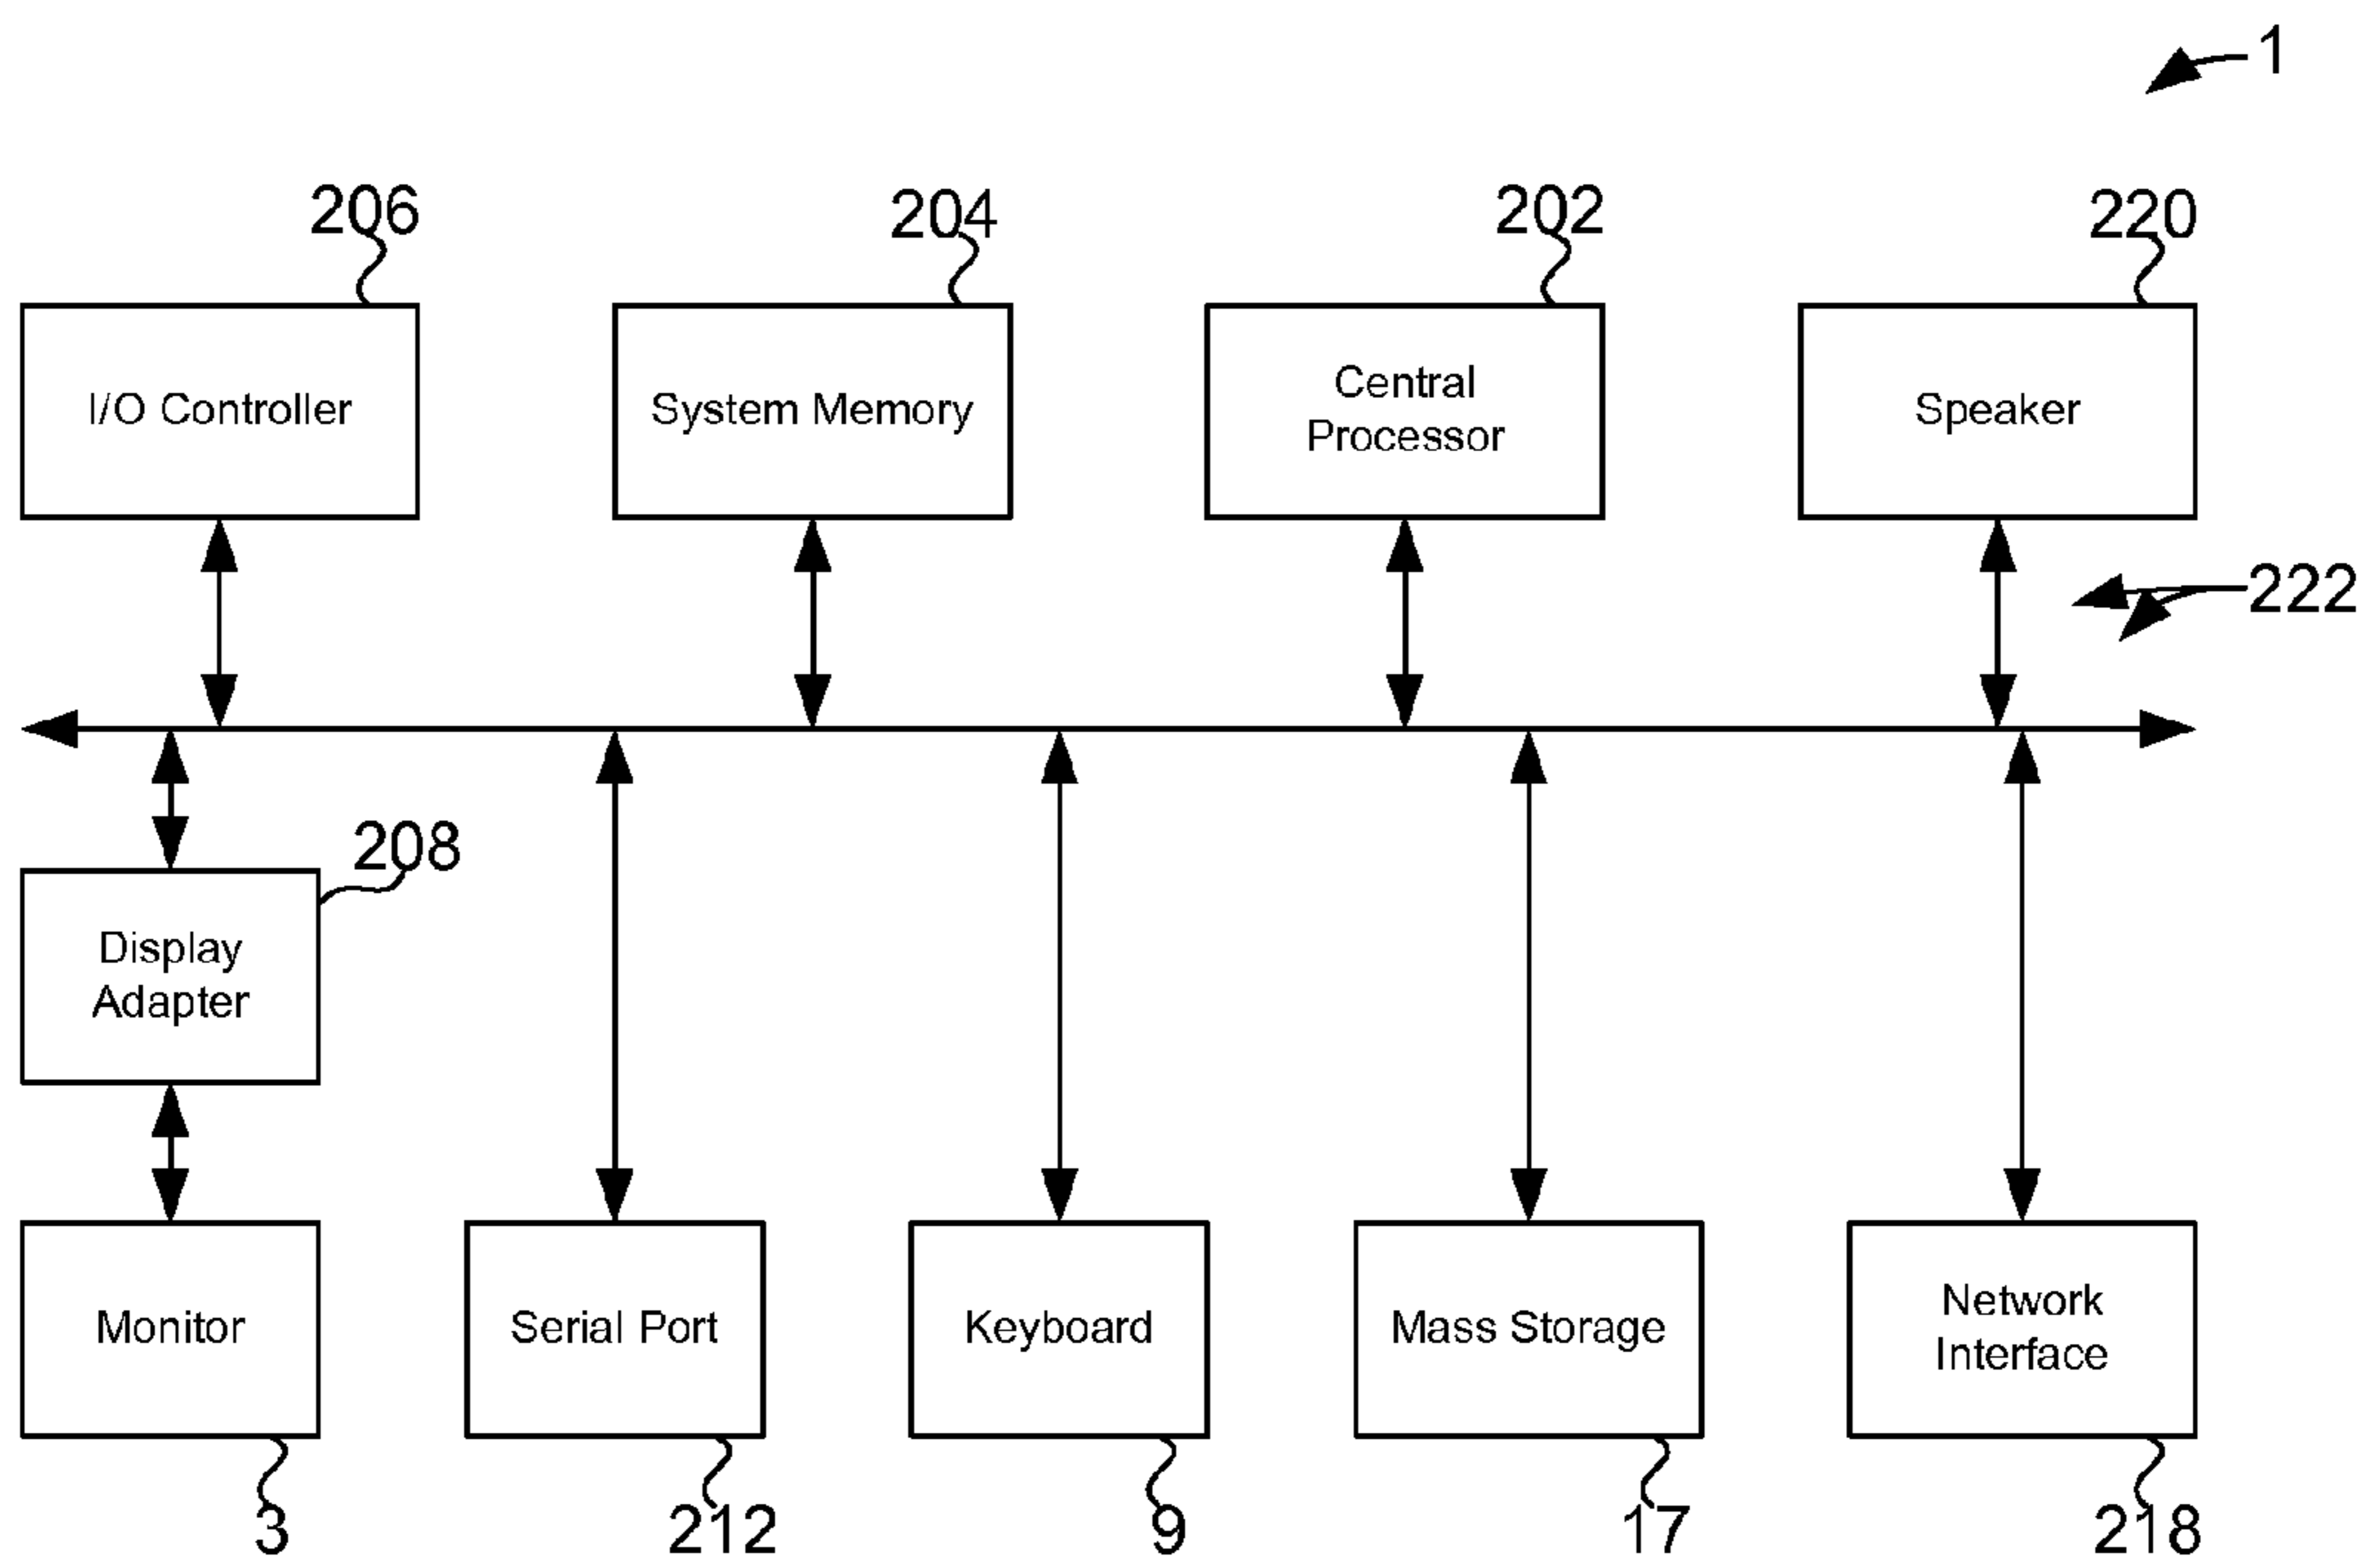 1
206
204
202
220
I/O Controller
System Memory
Central
Processor
Speaker
222
208
Display
Adapter
Monitor
Serial Port
Keyboard
Mass Storage
Network
Interface
3
212
9
17
218